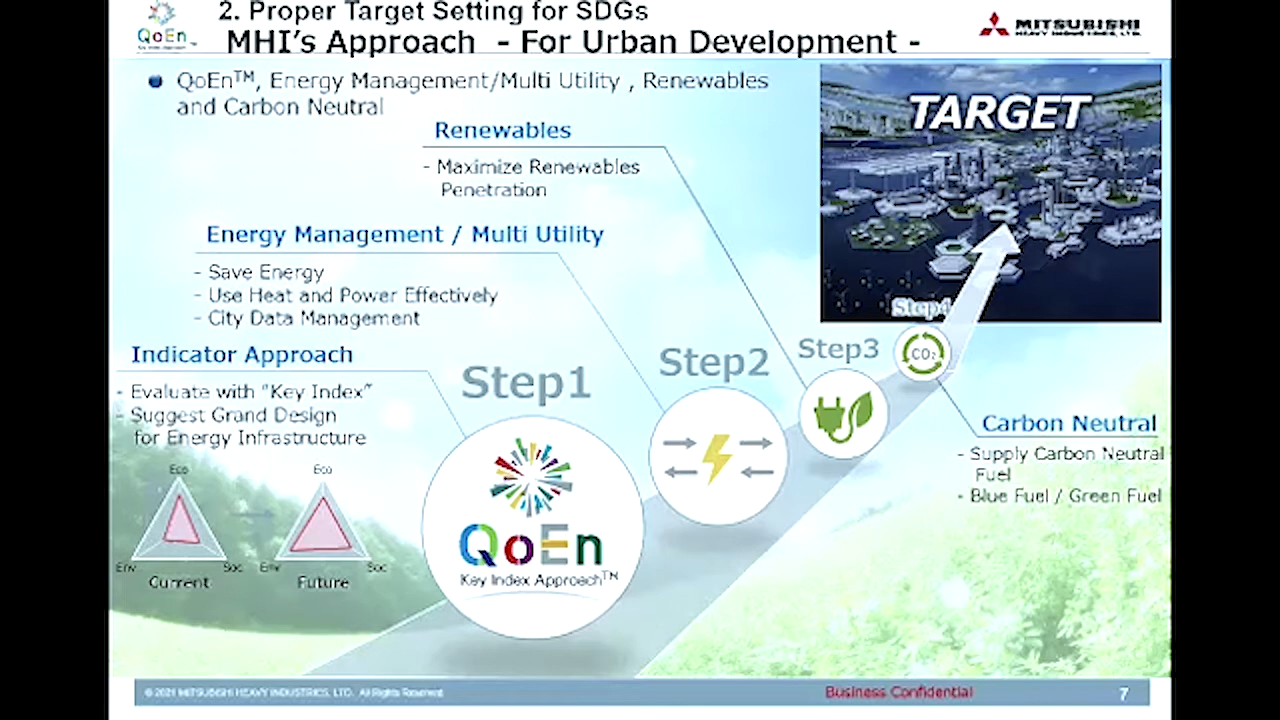 2. Proper Target Setting for SDGs
MHI's Approach - For Urban Development -
QoEn
MITSUBISHI
HEAVY INDUSTRIES, LTD.
QoEn™, Energy Management/Multi Utility , Renewables
and Carbon Neutral
TARGET
Renewables
- Maximize Renewables
Penetration
Energy Management / Multi Utility
- Save Energy
- Use Heat and Power Effectively
- City Data Management
Indicator Approach
- Evaluate with "Key Index"
- Suggest Grand Design
for Energy Infrastructure
Step1
Step2
Step3
Step4
CO₂
Carbon Neutral
- Supply Carbon Neutral
Fuel
- Blue Fuel / Green Fuel
Eco
Env
Soc
Current
Eco
Env
Soc
Future
QoEn
Key Index Approach™
© 2021 MITSUBISHI HEAVY INDUSTRIES, LTD. All Rights Reserved.
Business Confidential
7